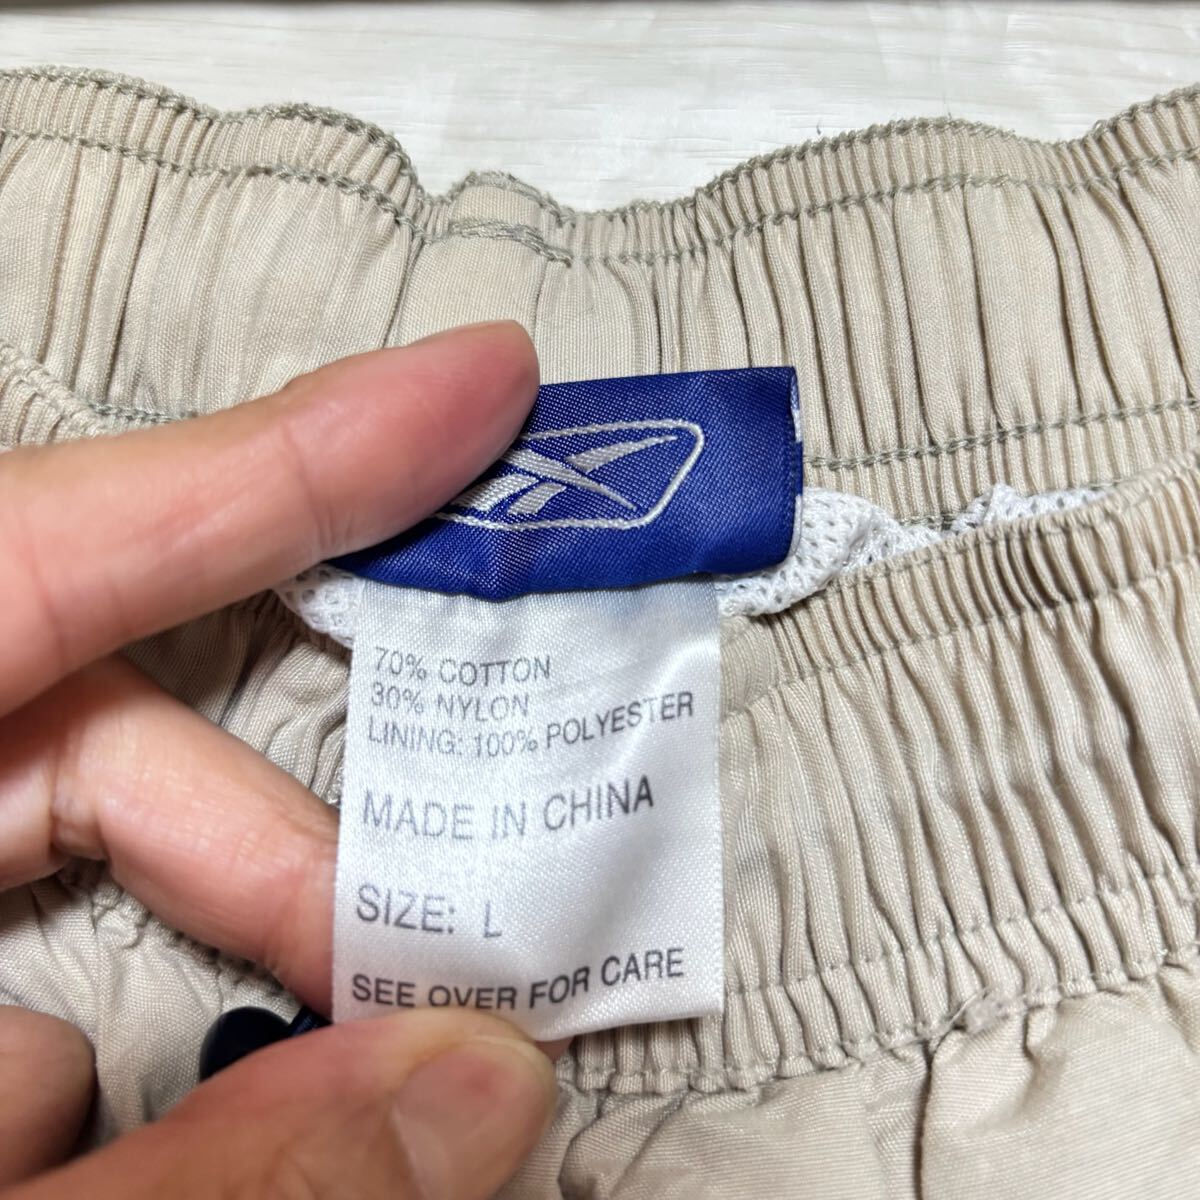 70% COTTON
30% NYLON
LINING: 100% POLYESTER
MADE IN CHINA
SIZE: L
SEE OVER FOR CARE